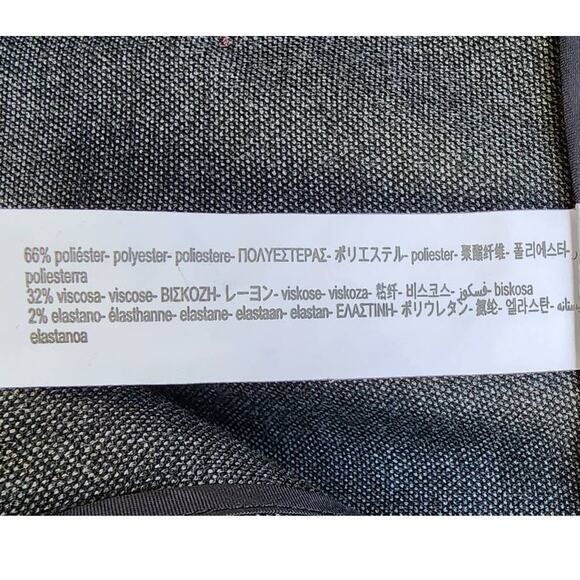 66% poliéster- polyester- poliestere- ΠΟΛΥΕΣΤΕΡΑΣ- ポリエステル- poliester- 聚酯纤维- 폴리에스타-
poliesterra
32% viscosa- viscose- ΒΙΣΚΟΖΗ- レーヨン- viskose- viskoza- 粘纤- 비스코스- فسكوز- biskosa
2% elastano- élasthanne- elastane- elastaan- elastan- ΕΛΑΣΤΙΝΗ- ポリウレタン- 氨纶- 엘라스탄-
elastanoa